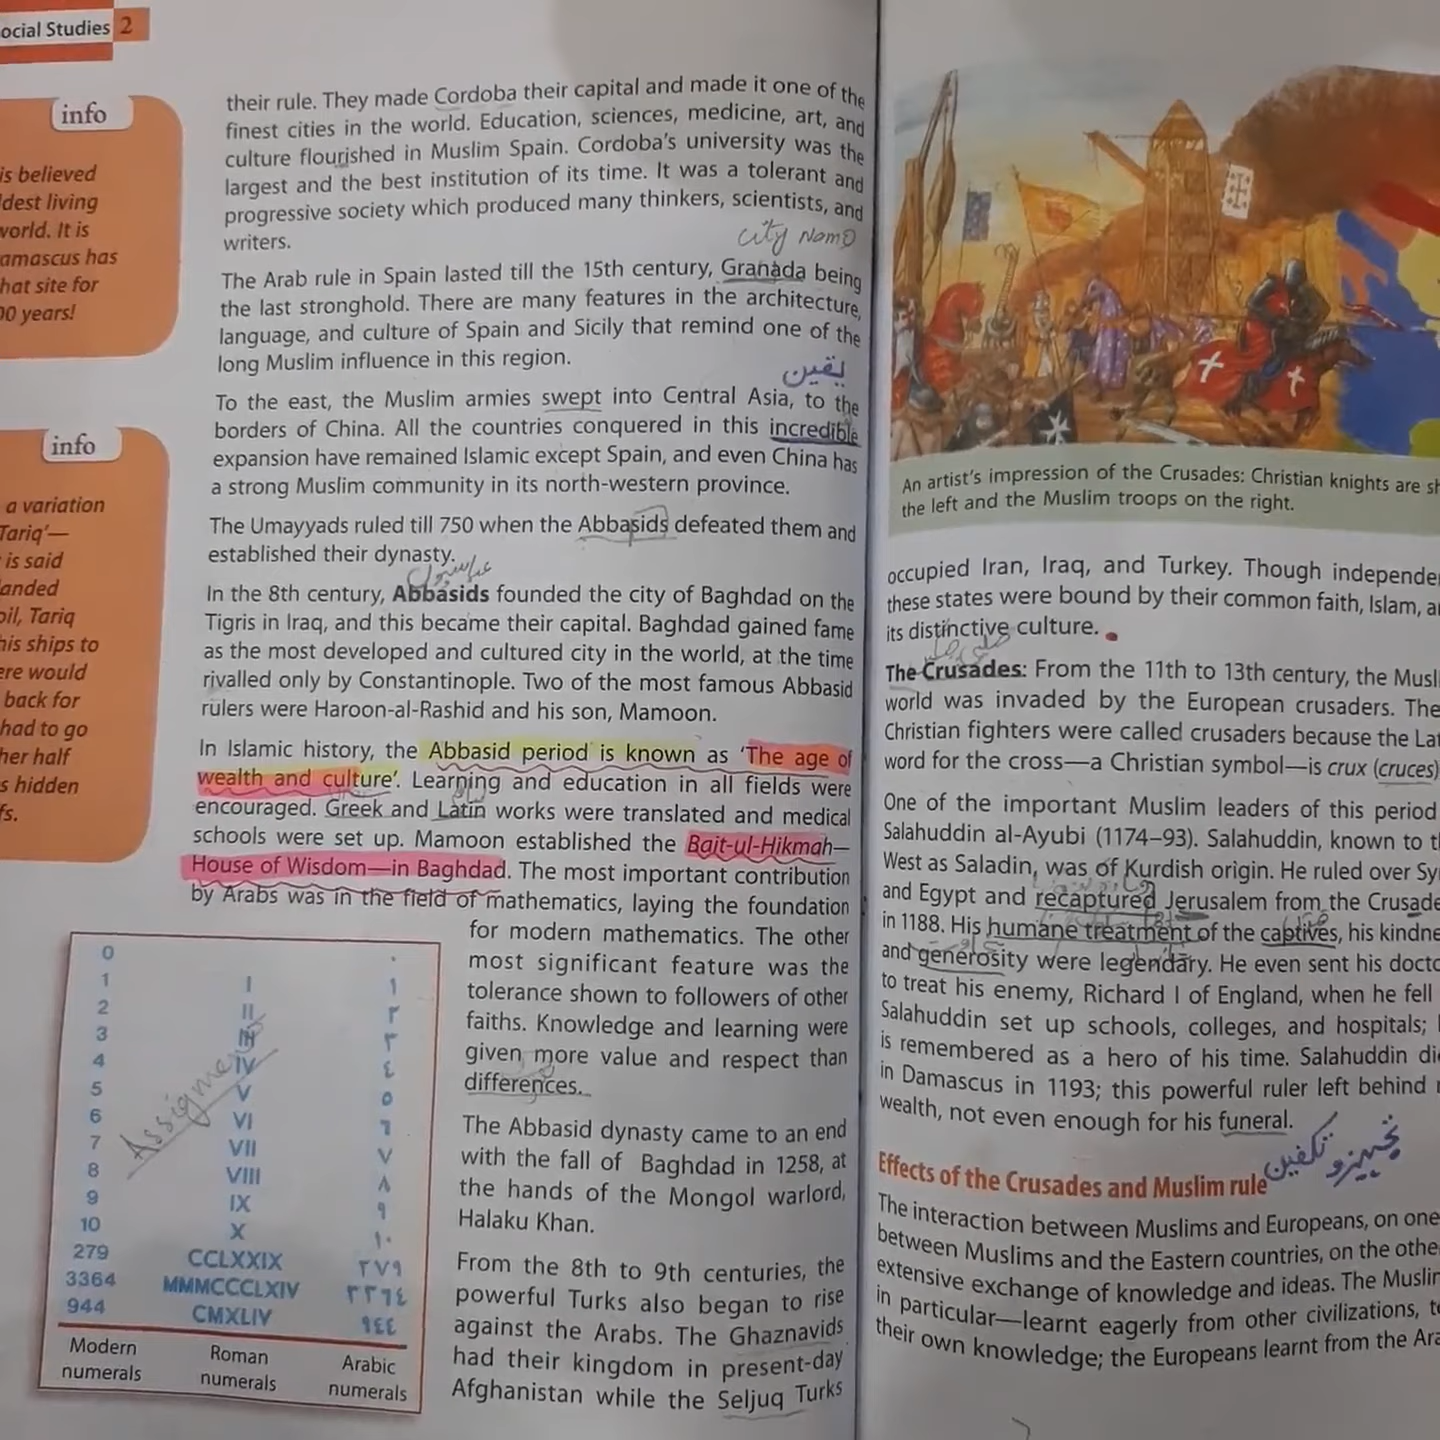 ocial Studies 2
info
is believed
dest living
world. It is
amascus has
hat site for
00 years!
info
a variation
Tariq'—
is said
anded
oil, Tariq
his ships to
ere would
back for
had to go
her half
s hidden
fs.
their rule. They made Cordoba their capital and made it one of the
finest cities in the world. Education, sciences, medicine, art, and
culture flourished in Muslim Spain. Cordoba's university was the
largest and the best institution of its time. It was a tolerant and
progressive society which produced many thinkers, scientists, and
writers.
City Name
The Arab rule in Spain lasted till the 15th century, Granada being
the last stronghold. There are many features in the architecture,
language, and culture of Spain and Sicily that remind one of the
long Muslim influence in this region.
یقین
To the east, the Muslim armies swept into Central Asia, to the
borders of China. All the countries conquered in this incredible
expansion have remained Islamic except Spain, and even China has
a strong Muslim community in its north-western province.
The Umayyads ruled till 750 when the Abbasids defeated them and
established their dynasty.
In the 8th century, Abbasids founded the city of Baghdad on the
Tigris in Iraq, and this became their capital. Baghdad gained fame
as the most developed and cultured city in the world, at the time
rivalled only by Constantinople. Two of the most famous Abbasid
rulers were Haroon-al-Rashid and his son, Mamoon.
In Islamic history, the Abbasid period is known as 'The age of
wealth and culture'. Learning and education in all fields were
encouraged. Greek and Latin works were translated and medical
schools were set up. Mamoon established the Bait-ul-Hikmah—
House of Wisdom—in Baghdad. The most important contribution
by Arabs was in the field of mathematics, laying the foundation
for modern mathematics. The other
most significant feature was the
tolerance shown to followers of other
faiths. Knowledge and learning were
given more value and respect than
differences.
The Abbasid dynasty came to an end
with the fall of Baghdad in 1258, at
the hands of the Mongol warlord,
Halaku Khan.
From the 8th to 9th centuries, the
powerful Turks also began to rise
against the Arabs. The Ghaznavids
had their kingdom in present-day
Afghanistan while the Seljuq Turks
0 ٠
1 I ١
2 II ٢
3 III ٣
4 IV ٤
5 V ٥
6 VI ٦
7 VII ٧
8 VIII ٨
9 IX ٩
10 X ١٠
279 CCLXXIX ٢٧٩
3364 MMMCCCLXIV ٣٣٦٤
944 CMXLIV ٩٤٤
Modern numerals Roman numerals Arabic numerals
An artist's impression of the Crusades: Christian knights are sh
the left and the Muslim troops on the right.
occupied Iran, Iraq, and Turkey. Though independe
these states were bound by their common faith, Islam, a
its distinctive culture.
The Crusades: From the 11th to 13th century, the Musl
world was invaded by the European crusaders. The
Christian fighters were called crusaders because the Lat
word for the cross—a Christian symbol—is crux (cruces)
One of the important Muslim leaders of this period
Salahuddin al-Ayubi (1174–93). Salahuddin, known to t
West as Saladin, was of Kurdish origin. He ruled over Sy
and Egypt and recaptured Jerusalem from the Crusade
in 1188. His humane treatment of the captives, his kindne
and generosity were legendary. He even sent his docto
to treat his enemy, Richard I of England, when he fell
Salahuddin set up schools, colleges, and hospitals;
is remembered as a hero of his time. Salahuddin di
in Damascus in 1193; this powerful ruler left behind
wealth, not even enough for his funeral.
تجہیزو تکفین
Effects of the Crusades and Muslim rule
The interaction between Muslims and Europeans, on one
between Muslims and the Eastern countries, on the othe
extensive exchange of knowledge and ideas. The Muslim
in particular—learnt eagerly from other civilizations, t
their own knowledge; the Europeans learnt from the Ara